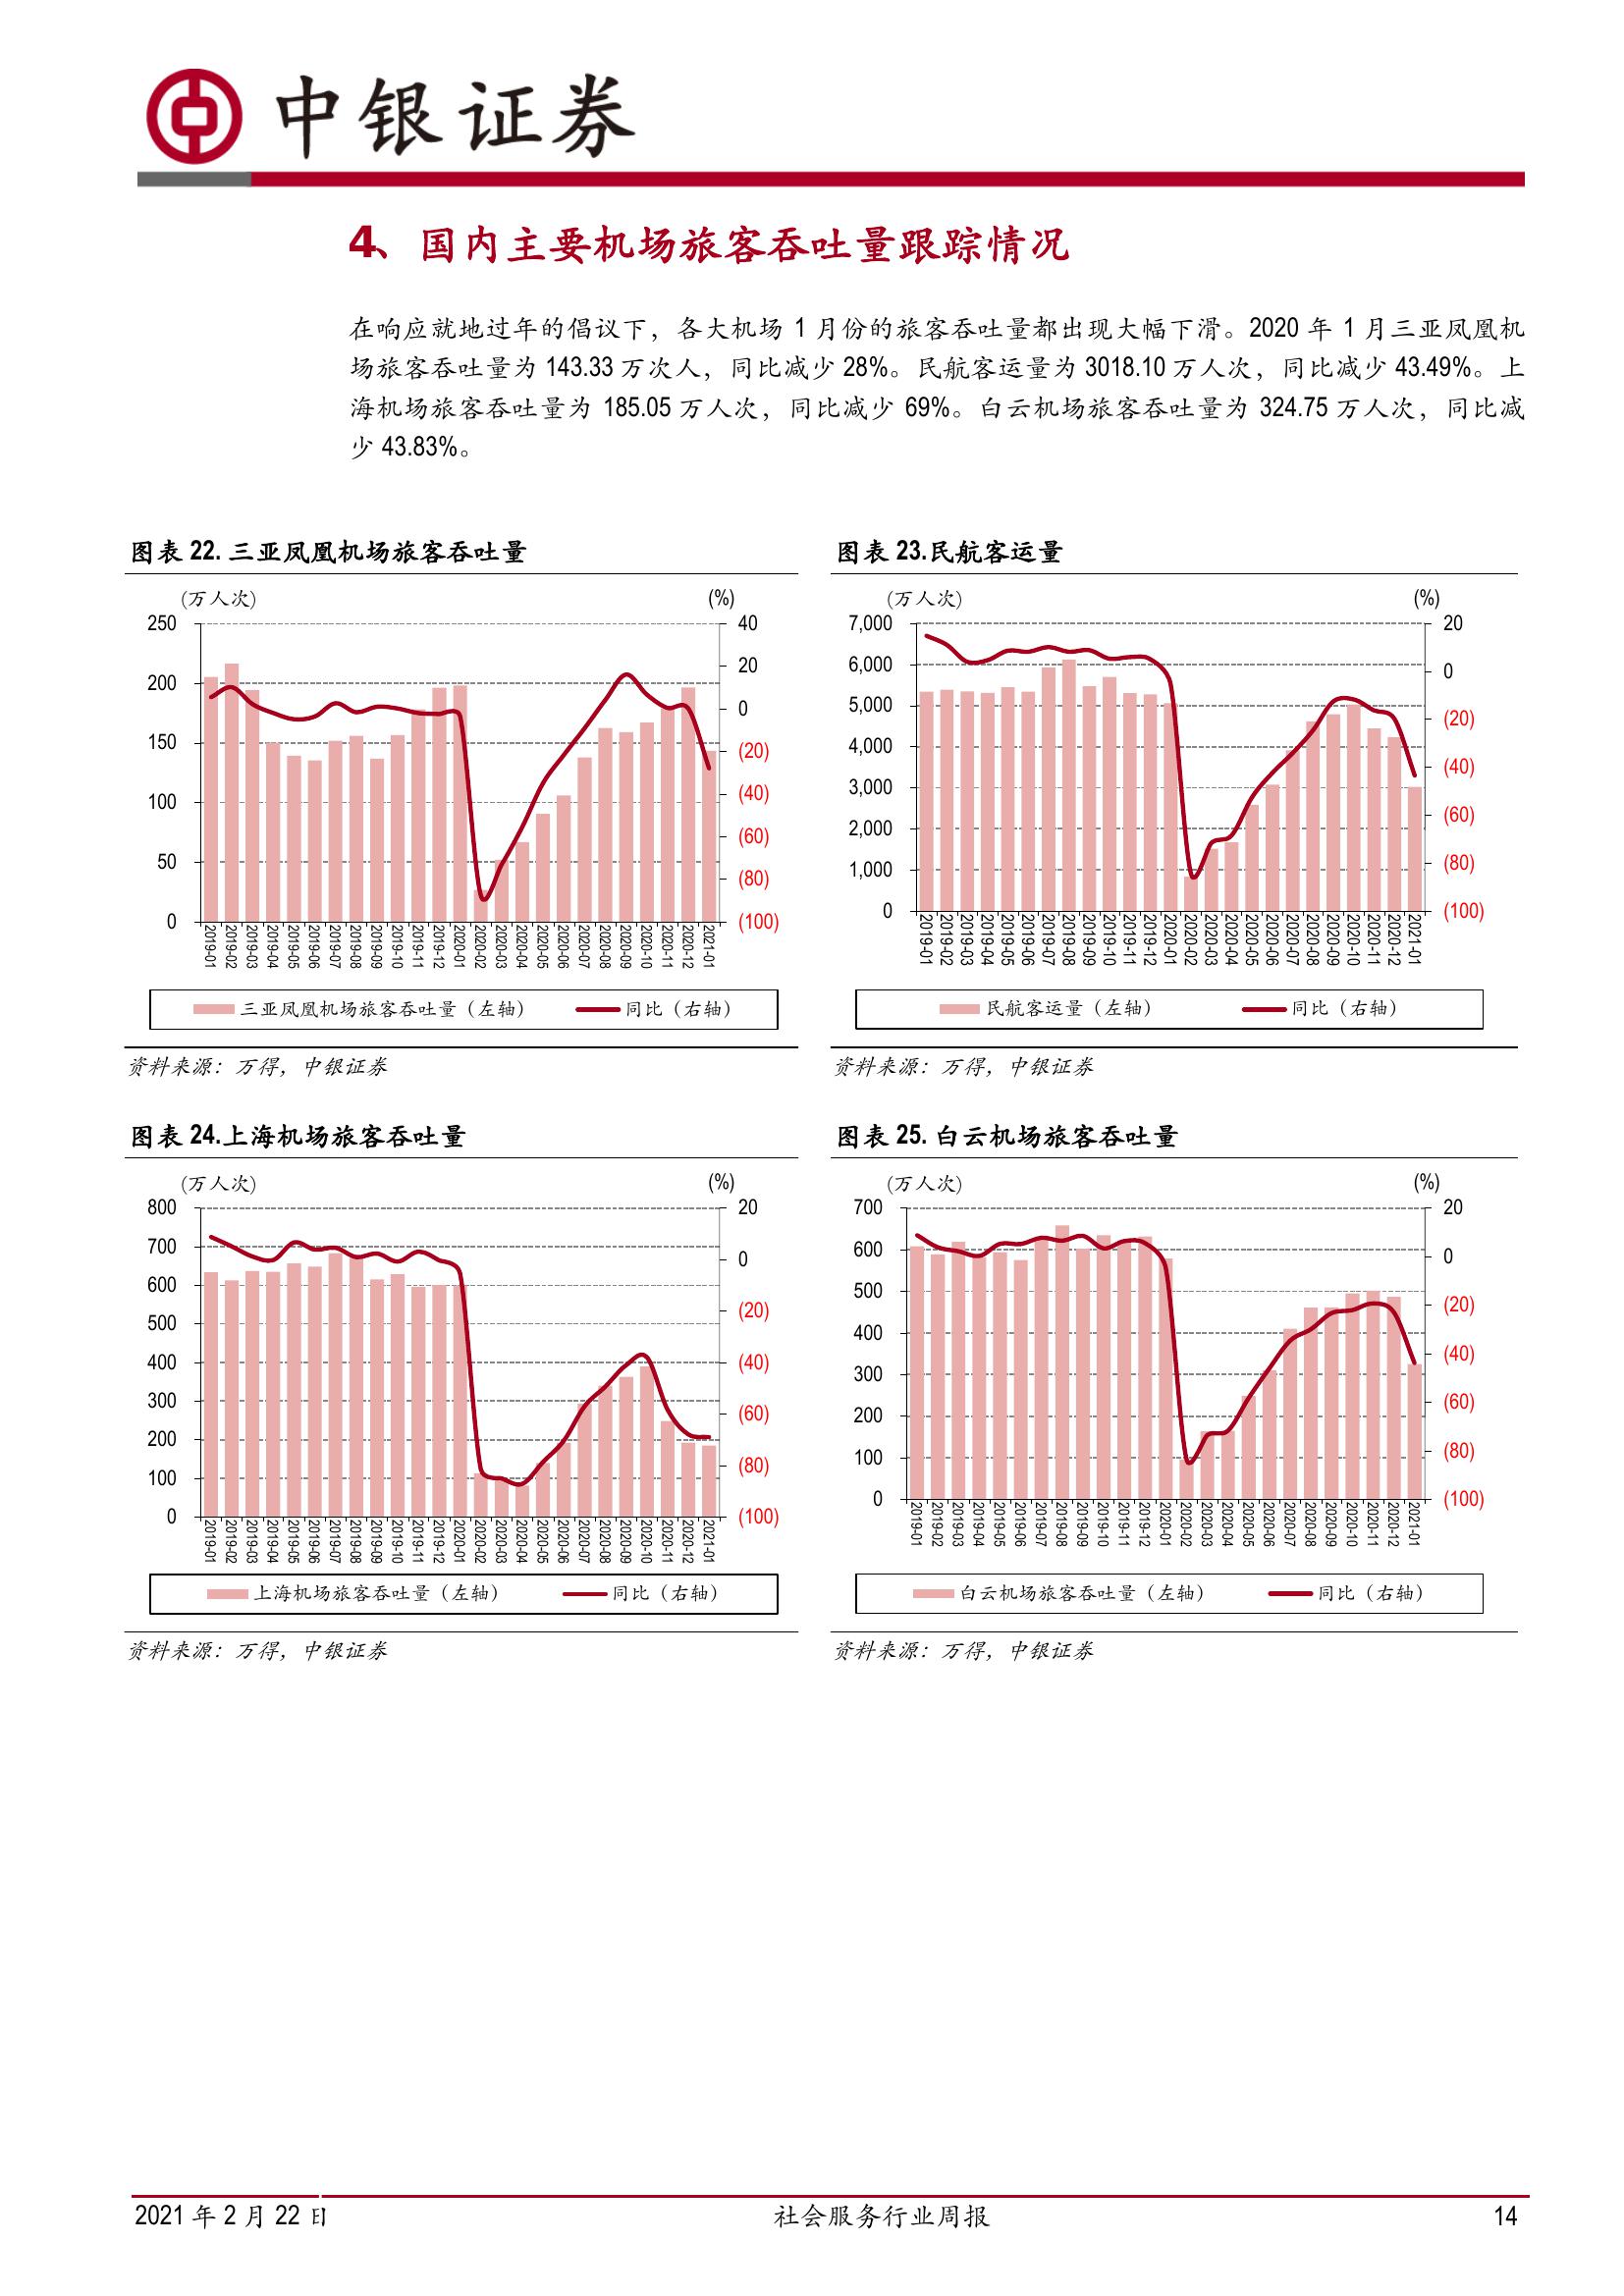 中银证券
4、国内主要机场旅客吞吐量跟踪情况
在响应就地过年的倡议下，各大机场 1 月份的旅客吞吐量都出现大幅下滑。2020 年 1 月三亚凤凰机
场旅客吞吐量为 143.33 万次人，同比减少 28%。民航客运量为 3018.10 万人次，同比减少 43.49%。上
海机场旅客吞吐量为 185.05 万人次，同比减少 69%。白云机场旅客吞吐量为 324.75 万人次，同比减
少 43.83%。
图表 22. 三亚凤凰机场旅客吞吐量
(万人次) (%)
250 40
20
200
0
150
(20)
100 (40)
(60)
50
(80)
0 (100)
2019-01 2019-02 2019-03 2019-04 2019-05 2019-06 2019-07 2019-08 2019-09 2019-10 2019-11 2019-12 2020-01 2020-02 2020-03 2020-04 2020-05 2020-06 2020-07 2020-08 2020-09 2020-10 2020-11 2020-12 2021-01
三亚凤凰机场旅客吞吐量（左轴） 同比（右轴）
资料来源：万得，中银证券
图表 23.民航客运量
(万人次) (%)
7,000 20
6,000 0
5,000 (20)
4,000 (40)
3,000
2,000 (60)
1,000 (80)
0 (100)
2019-01 2019-02 2019-03 2019-04 2019-05 2019-06 2019-07 2019-08 2019-09 2019-10 2019-11 2019-12 2020-01 2020-02 2020-03 2020-04 2020-05 2020-06 2020-07 2020-08 2020-09 2020-10 2020-11 2020-12 2021-01
民航客运量（左轴） 同比（右轴）
资料来源：万得，中银证券
图表 24.上海机场旅客吞吐量
(万人次) (%)
800 20
700 0
600
500 (20)
400 (40)
300 (60)
200
100 (80)
0 (100)
2019-01 2019-02 2019-03 2019-04 2019-05 2019-06 2019-07 2019-08 2019-09 2019-10 2019-11 2019-12 2020-01 2020-02 2020-03 2020-04 2020-05 2020-06 2020-07 2020-08 2020-09 2020-10 2020-11 2020-12 2021-01
上海机场旅客吞吐量（左轴） 同比（右轴）
资料来源：万得，中银证券
图表 25. 白云机场旅客吞吐量
(万人次) (%)
700 20
600 0
500 (20)
400
300 (40)
200 (60)
100 (80)
0 (100)
2019-01 2019-02 2019-03 2019-04 2019-05 2019-06 2019-07 2019-08 2019-09 2019-10 2019-11 2019-12 2020-01 2020-02 2020-03 2020-04 2020-05 2020-06 2020-07 2020-08 2020-09 2020-10 2020-11 2020-12 2021-01
白云机场旅客吞吐量（左轴） 同比（右轴）
资料来源：万得，中银证券
2021 年 2 月 22 日 社会服务行业周报 14